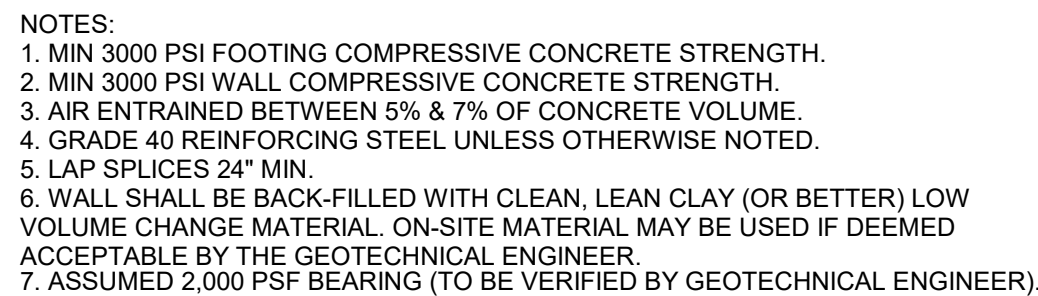 NOTES:
1. MIN 3000 PSI FOOTING COMPRESSIVE CONCRETE STRENGTH.
2. MIN 3000 PSI WALL COMPRESSIVE CONCRETE STRENGTH.
3. AIR ENTRAINED BETWEEN 5% & 7% OF CONCRETE VOLUME.
4. GRADE 40 REINFORCING STEEL UNLESS OTHERWISE NOTED.
5. LAP SPLICES 24" MIN.
6. WALL SHALL BE BACK-FILLED WITH CLEAN, LEAN CLAY (OR BETTER) LOW
VOLUME CHANGE MATERIAL. ON-SITE MATERIAL MAY BE USED IF DEEMED
ACCEPTABLE BY THE GEOTECHNICAL ENGINEER.
7. ASSUMED 2,000 PSF BEARING (TO BE VERIFIED BY GEOTECHNICAL ENGINEER).